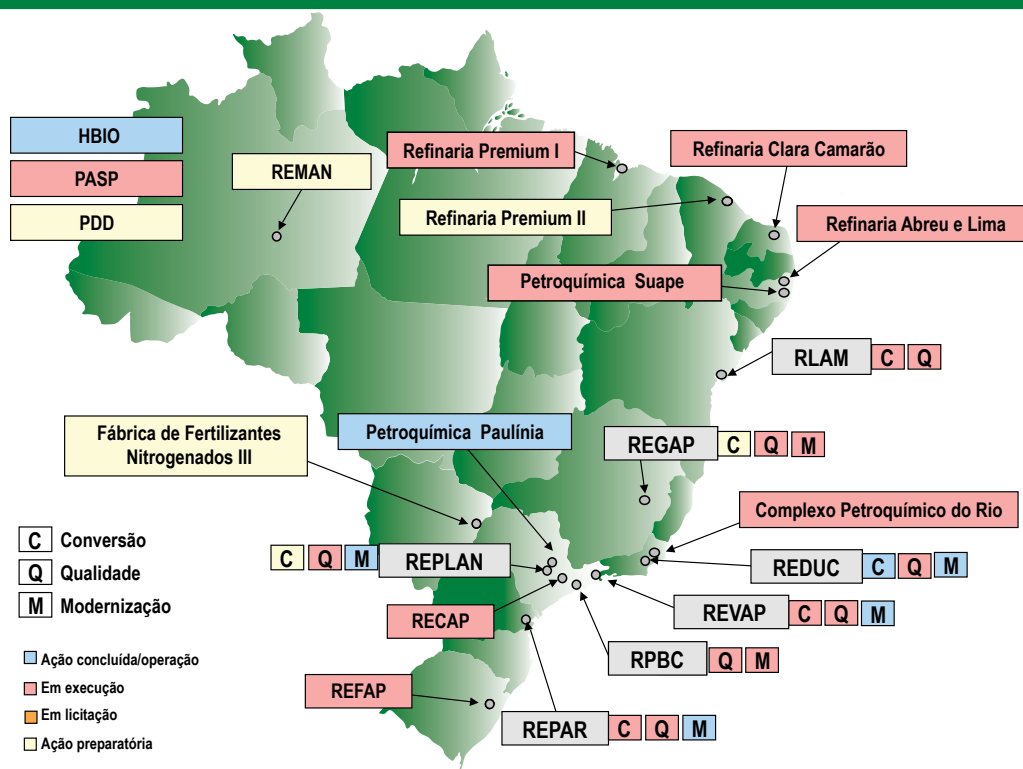 HBIO
PASP
PDD
REMAN
Refinaria Premium I
Refinaria Premium II
Refinaria Clara Camarão
Refinaria Abreu e Lima
Petroquímica Suape
RLAM C Q
Fábrica de Fertilizantes
Nitrogenados III
Petroquímica Paulínia
REGAP C Q M
Complexo Petroquímico do Rio
C Q M REPLAN
REDUC C Q M
RECAP
REVAP C Q M
RPBC Q M
REFAP
REPAR C Q M
C Conversão
Q Qualidade
M Modernização
Ação concluída/operação
Em execução
Em licitação
Ação preparatória